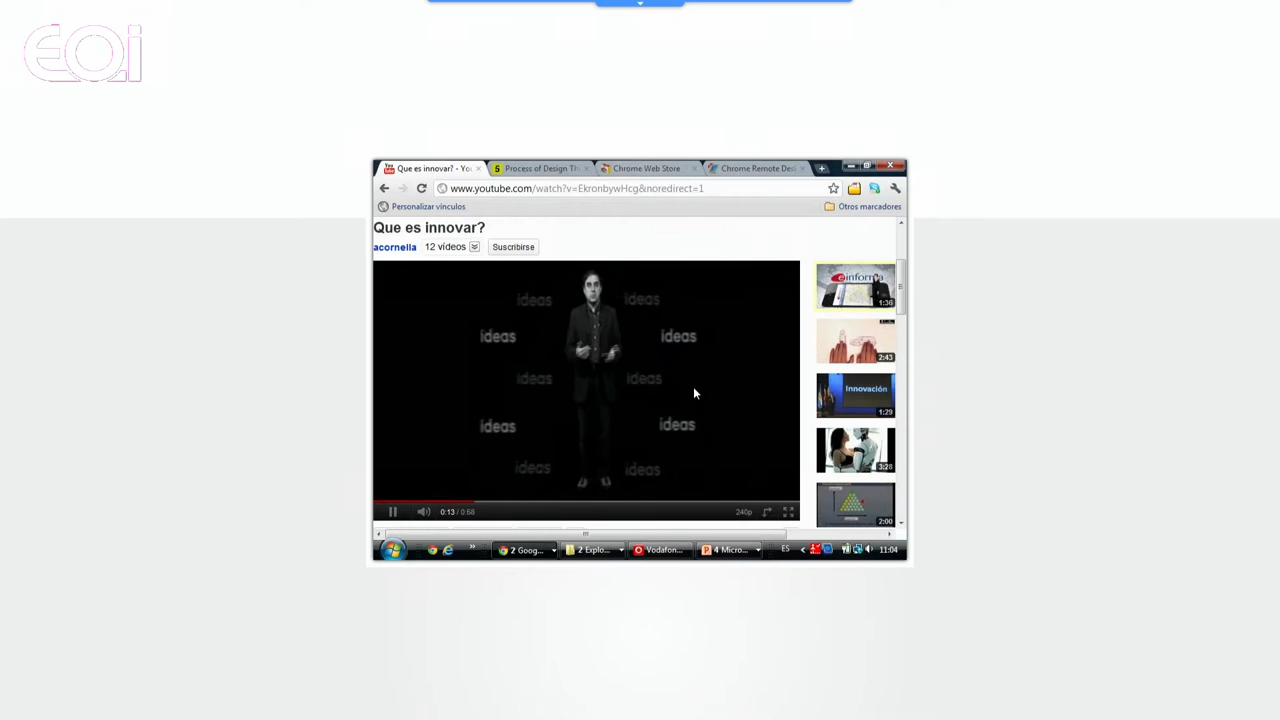 EOi
Que es innovar? - Yo
Process of Design Th
Chrome Web Store
Chrome Remote Des
www.youtube.com/watch?v=EkronbywHcg&noredirect=1
Personalizar vínculos
Otros marcadores
Que es innovar?
acornella 12 vídeos Suscribirse
einforma
1:36
ideas ideas
ideas ideas
2:43
ideas ideas
Innovación
1:29
ideas ideas
3:28
ideas ideas
2:00
0:13 / 0:58 240p
2 Goog...
2 Explo...
Vodafon...
4 Micro...
ES
11:04